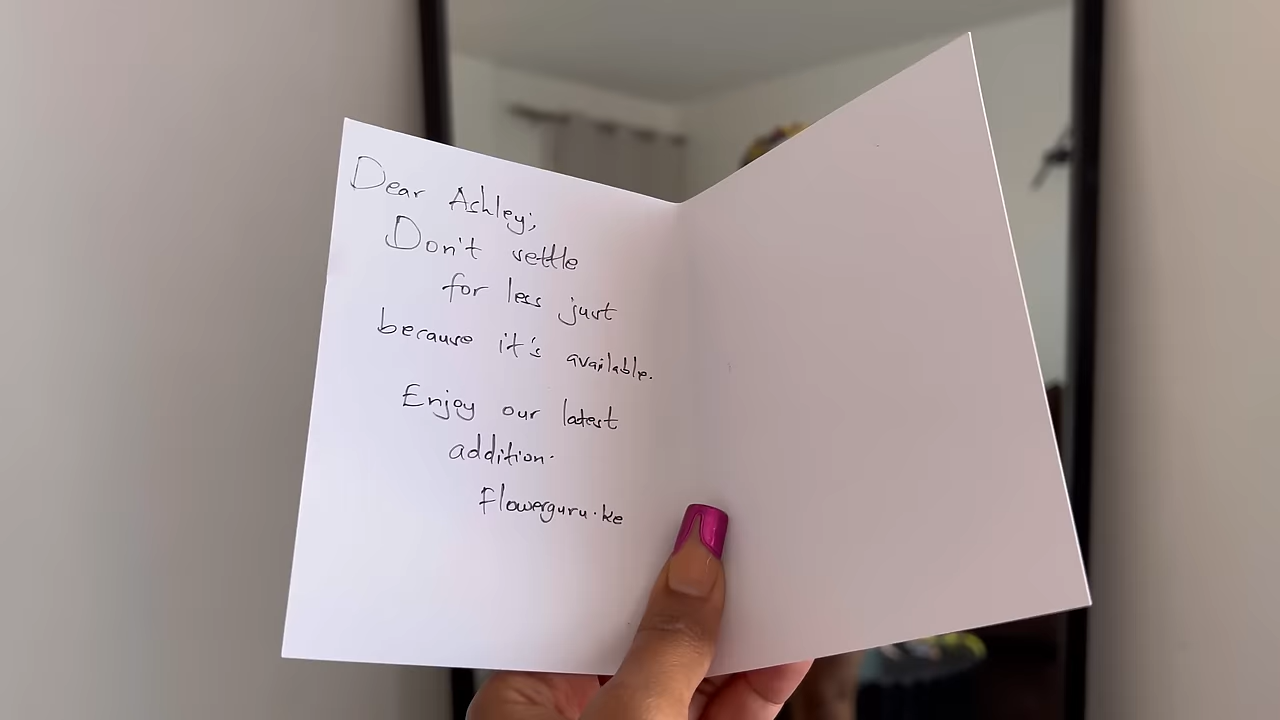 Dear Ashley;
Don't settle
for less just
because it's available.
Enjoy our latest
addition.
Flowerguru.ke